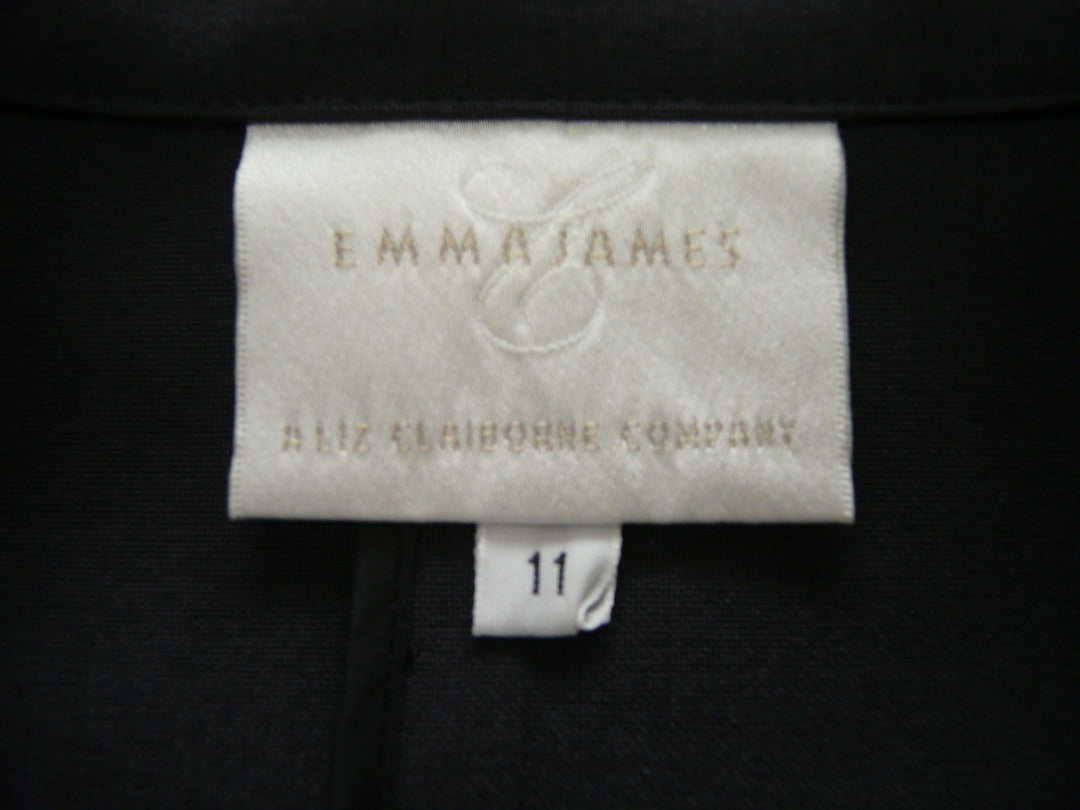 EMMA JAMES
A LIZ CLAIBORNE COMPANY
11